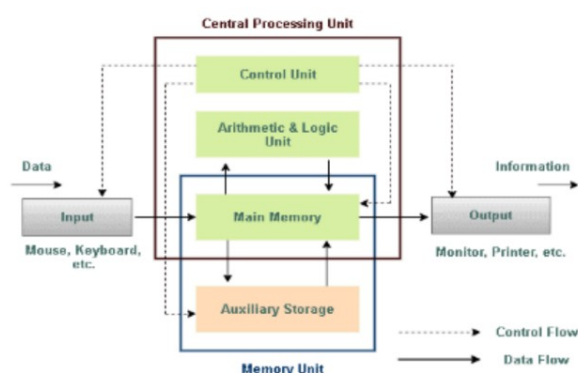 Central Processing Unit
Control Unit
Arithmetic & Logic
Unit
Data
Information
Input
Main Memory
Output
Mouse, Keyboard,
etc.
Monitor, Printer, etc.
Auxiliary Storage
Control Flow
Data Flow
Memory Unit